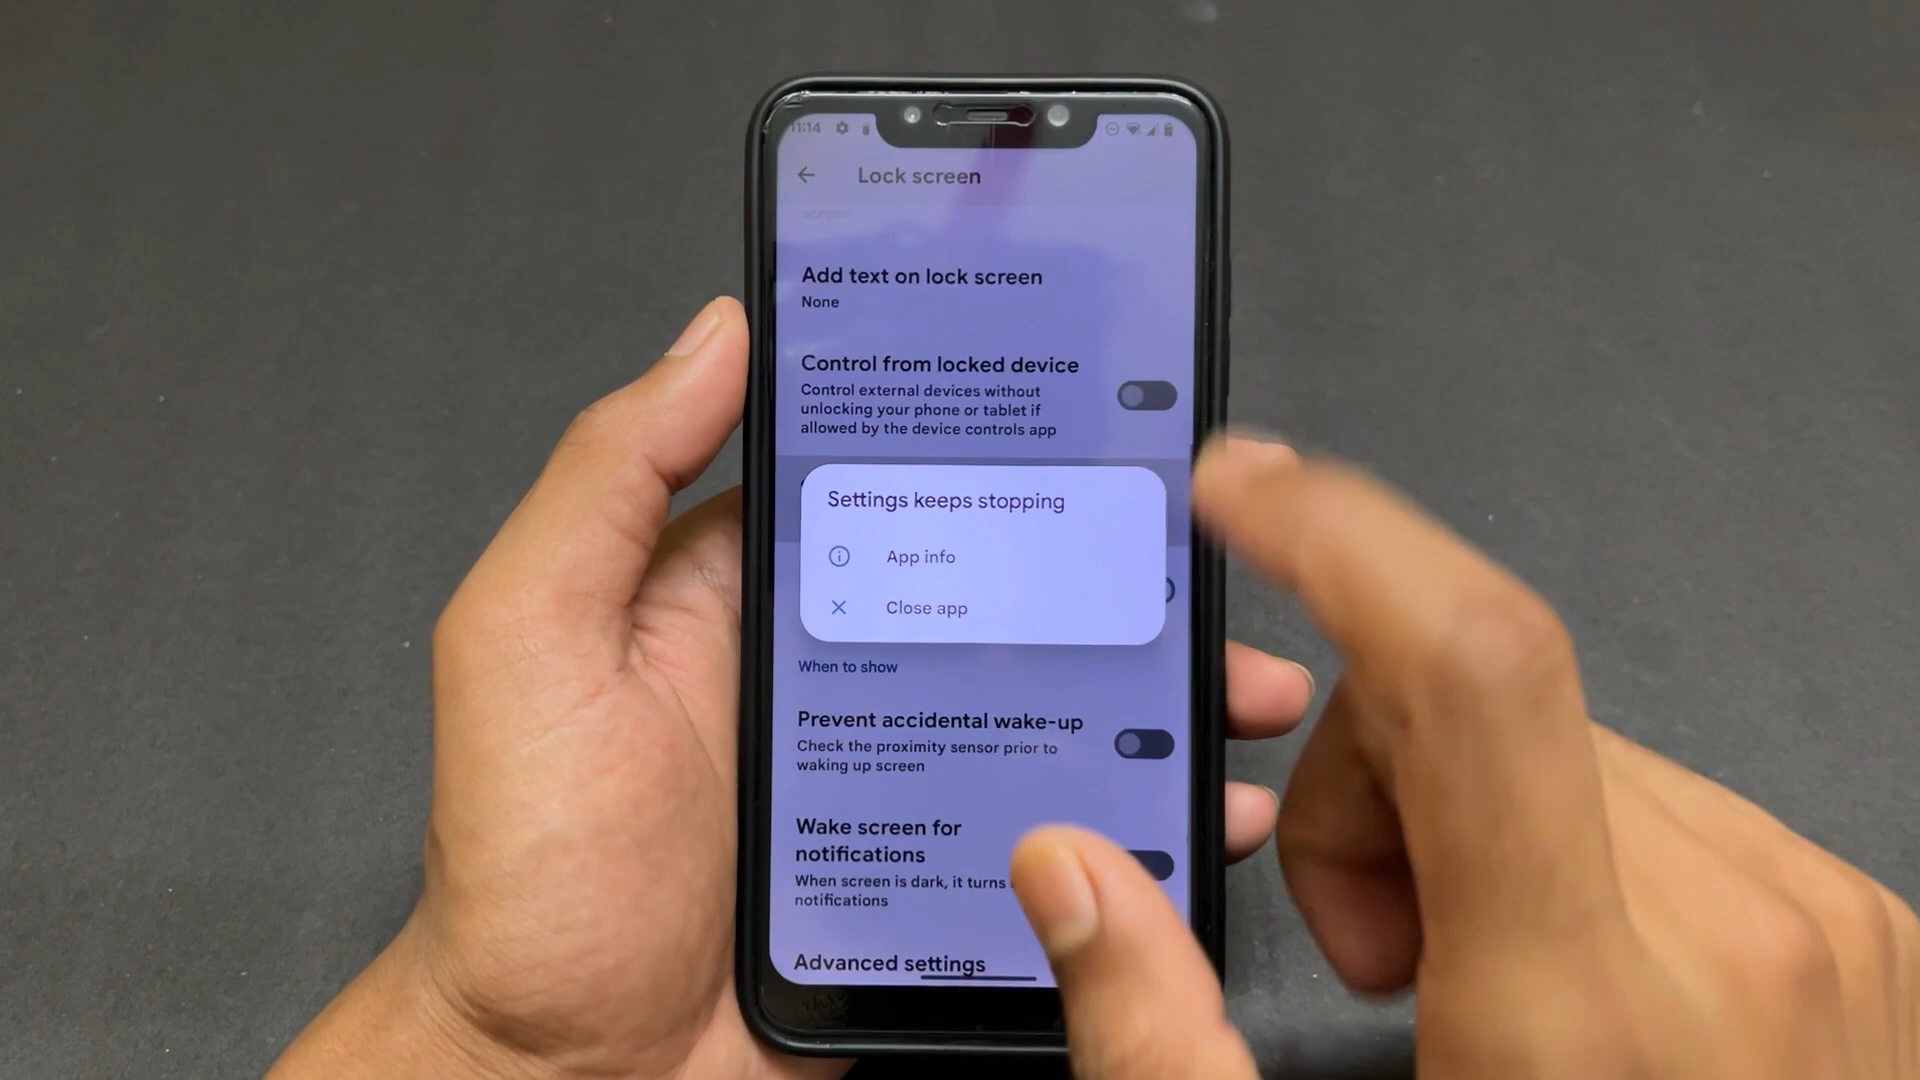 11:14
Lock screen
screen
Add text on lock screen
None
Control from locked device
Control external devices without
unlocking your phone or tablet if
allowed by the device controls app
Settings keeps stopping
App info
Close app
When to show
Prevent accidental wake-up
Check the proximity sensor prior to
waking up screen
Wake screen for
notifications
When screen is dark, it turns
notifications
Advanced settings